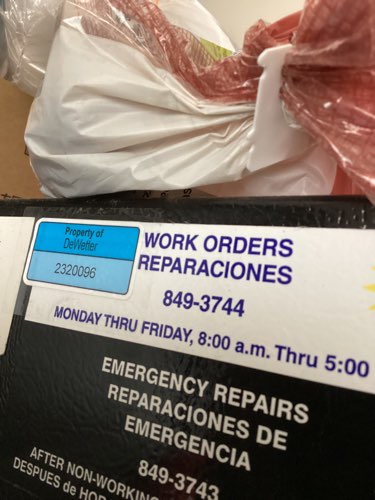 Property of
DeWetter
2320096
WORK ORDERS
REPARACIONES
849-3744
MONDAY THRU FRIDAY, 8:00 a.m. Thru 5:00
EMERGENCY REPAIRS
REPARACIONES DE
EMERGENCIA
849-3743
AFTER NON-WORKING
DESPUES de HOR